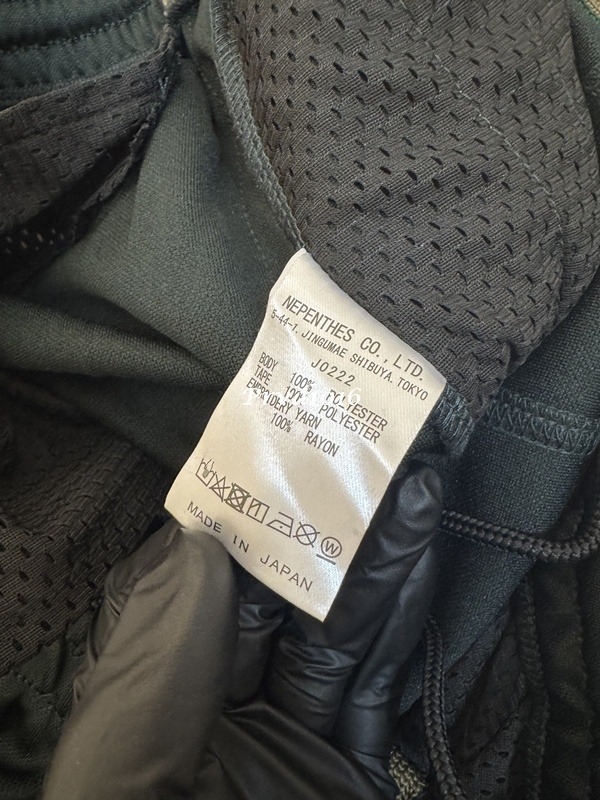 NEPENTHES CO., LTD.
5-44-1, JINGUMAE SHIBUYA, TOKYO
J0222
BODY 100% POLYESTER
TAPE 100% POLYESTER
EMBROIDERY YARN
100% RAYON
W
MADE IN JAPAN